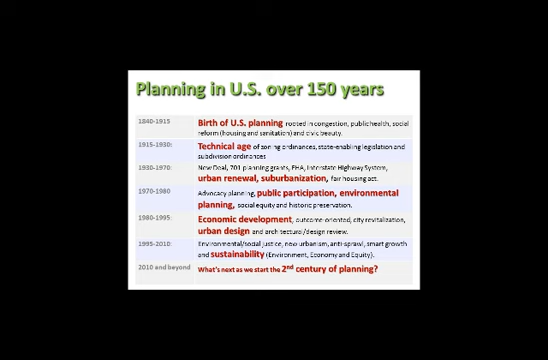 Planning in U.S. over 150 years
1840-1915 Birth of U.S. planning rooted in congestion, public health, social
reform (housing and sanitation) and civic beauty.
1915-1930: Technical age of zoning ordinances, state-enabling legislation and
subdivision ordinances
1930-1970: New Deal, 701 planning grants, FHA, Interstate Highway System,
urban renewal, suburbanization, fair housing act.
1970-1980 Advocacy planning, public participation, environmental
planning, social equity and historic preservation.
1980-1995: Economic development, outcome-oriented, city revitalization,
urban design and architectural/design review.
1995-2010: Environmental/social justice, new urbanism, anti-sprawl, smart growth
and sustainability (Environment, Economy and Equity).
2010 and beyond What's next as we start the 2nd century of planning?